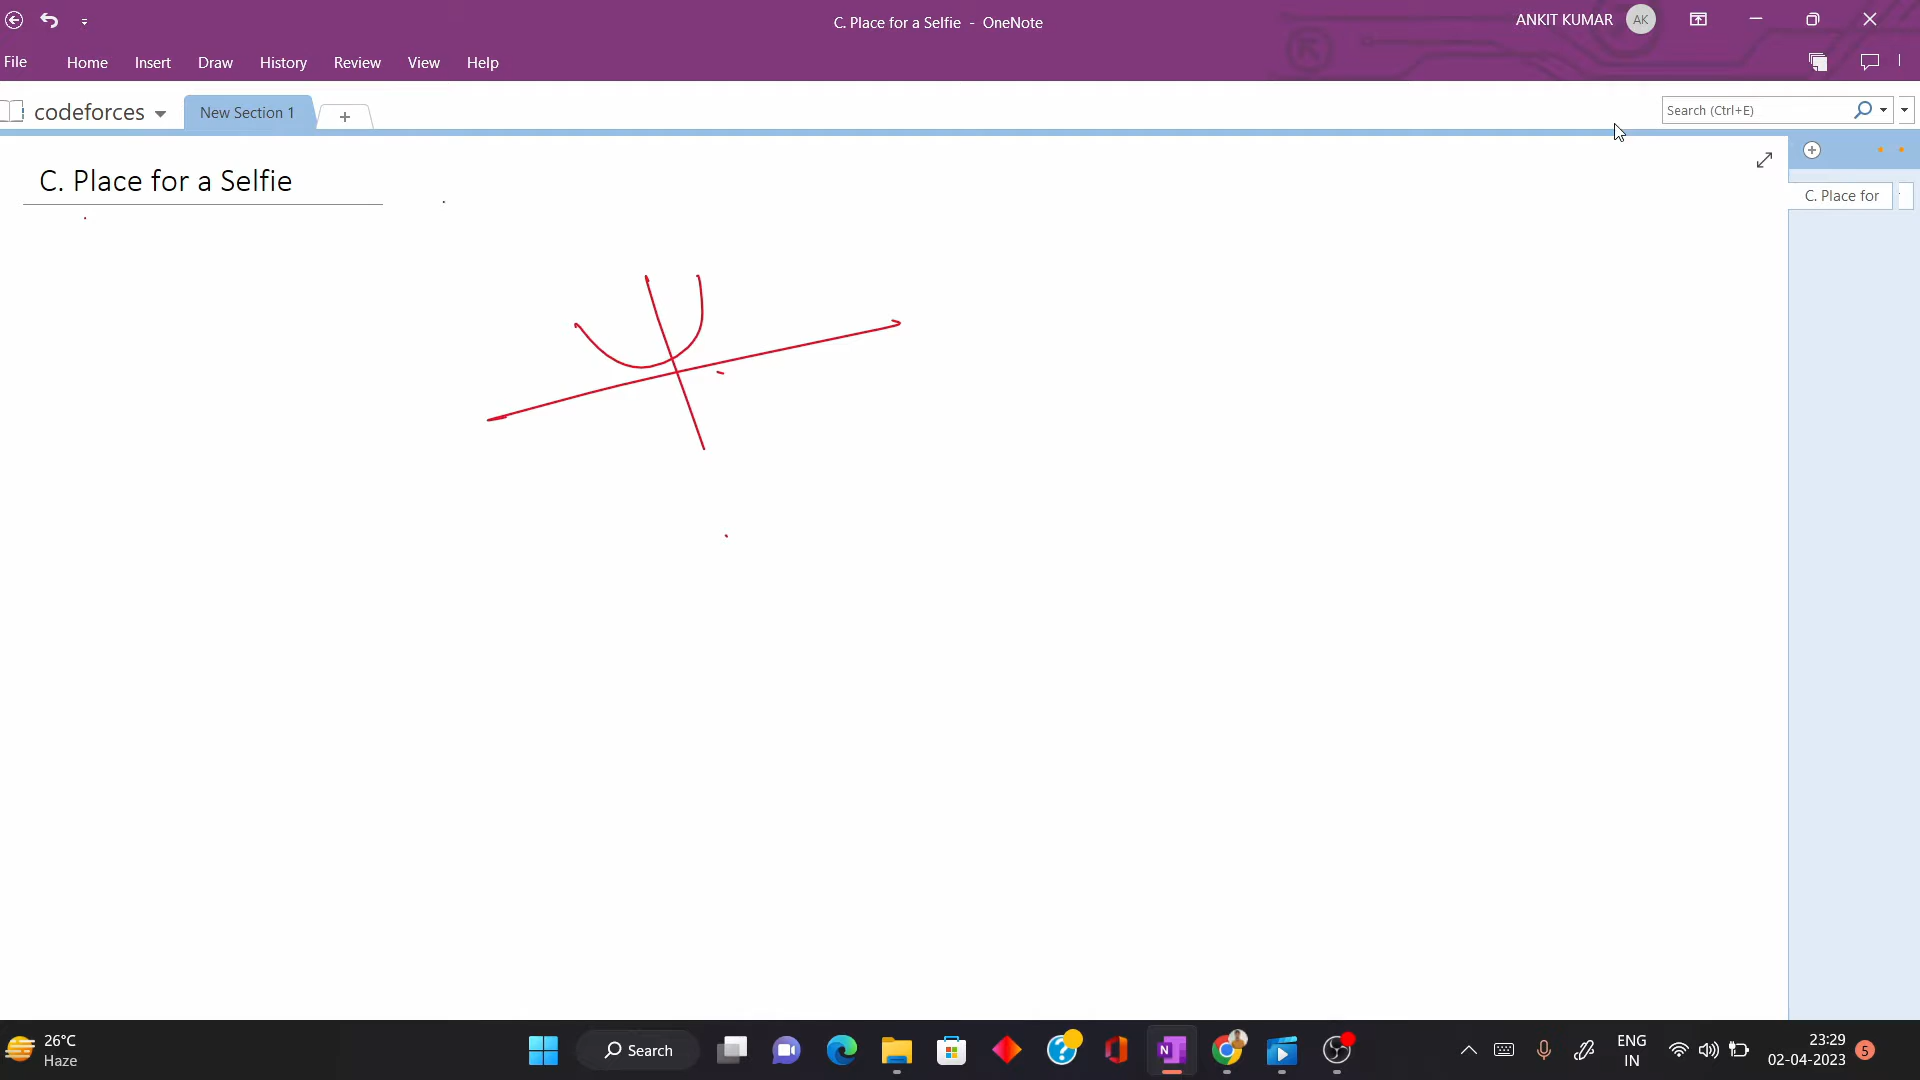 C. Place for a Selfie - OneNote
ANKIT KUMAR AK
File Home Insert Draw History Review View Help
codeforces New Section 1
Search (Ctrl+E)
C. Place for a Selfie
C. Place for
26°C
Haze
Search
ENG
IN
23:29
02-04-2023
5